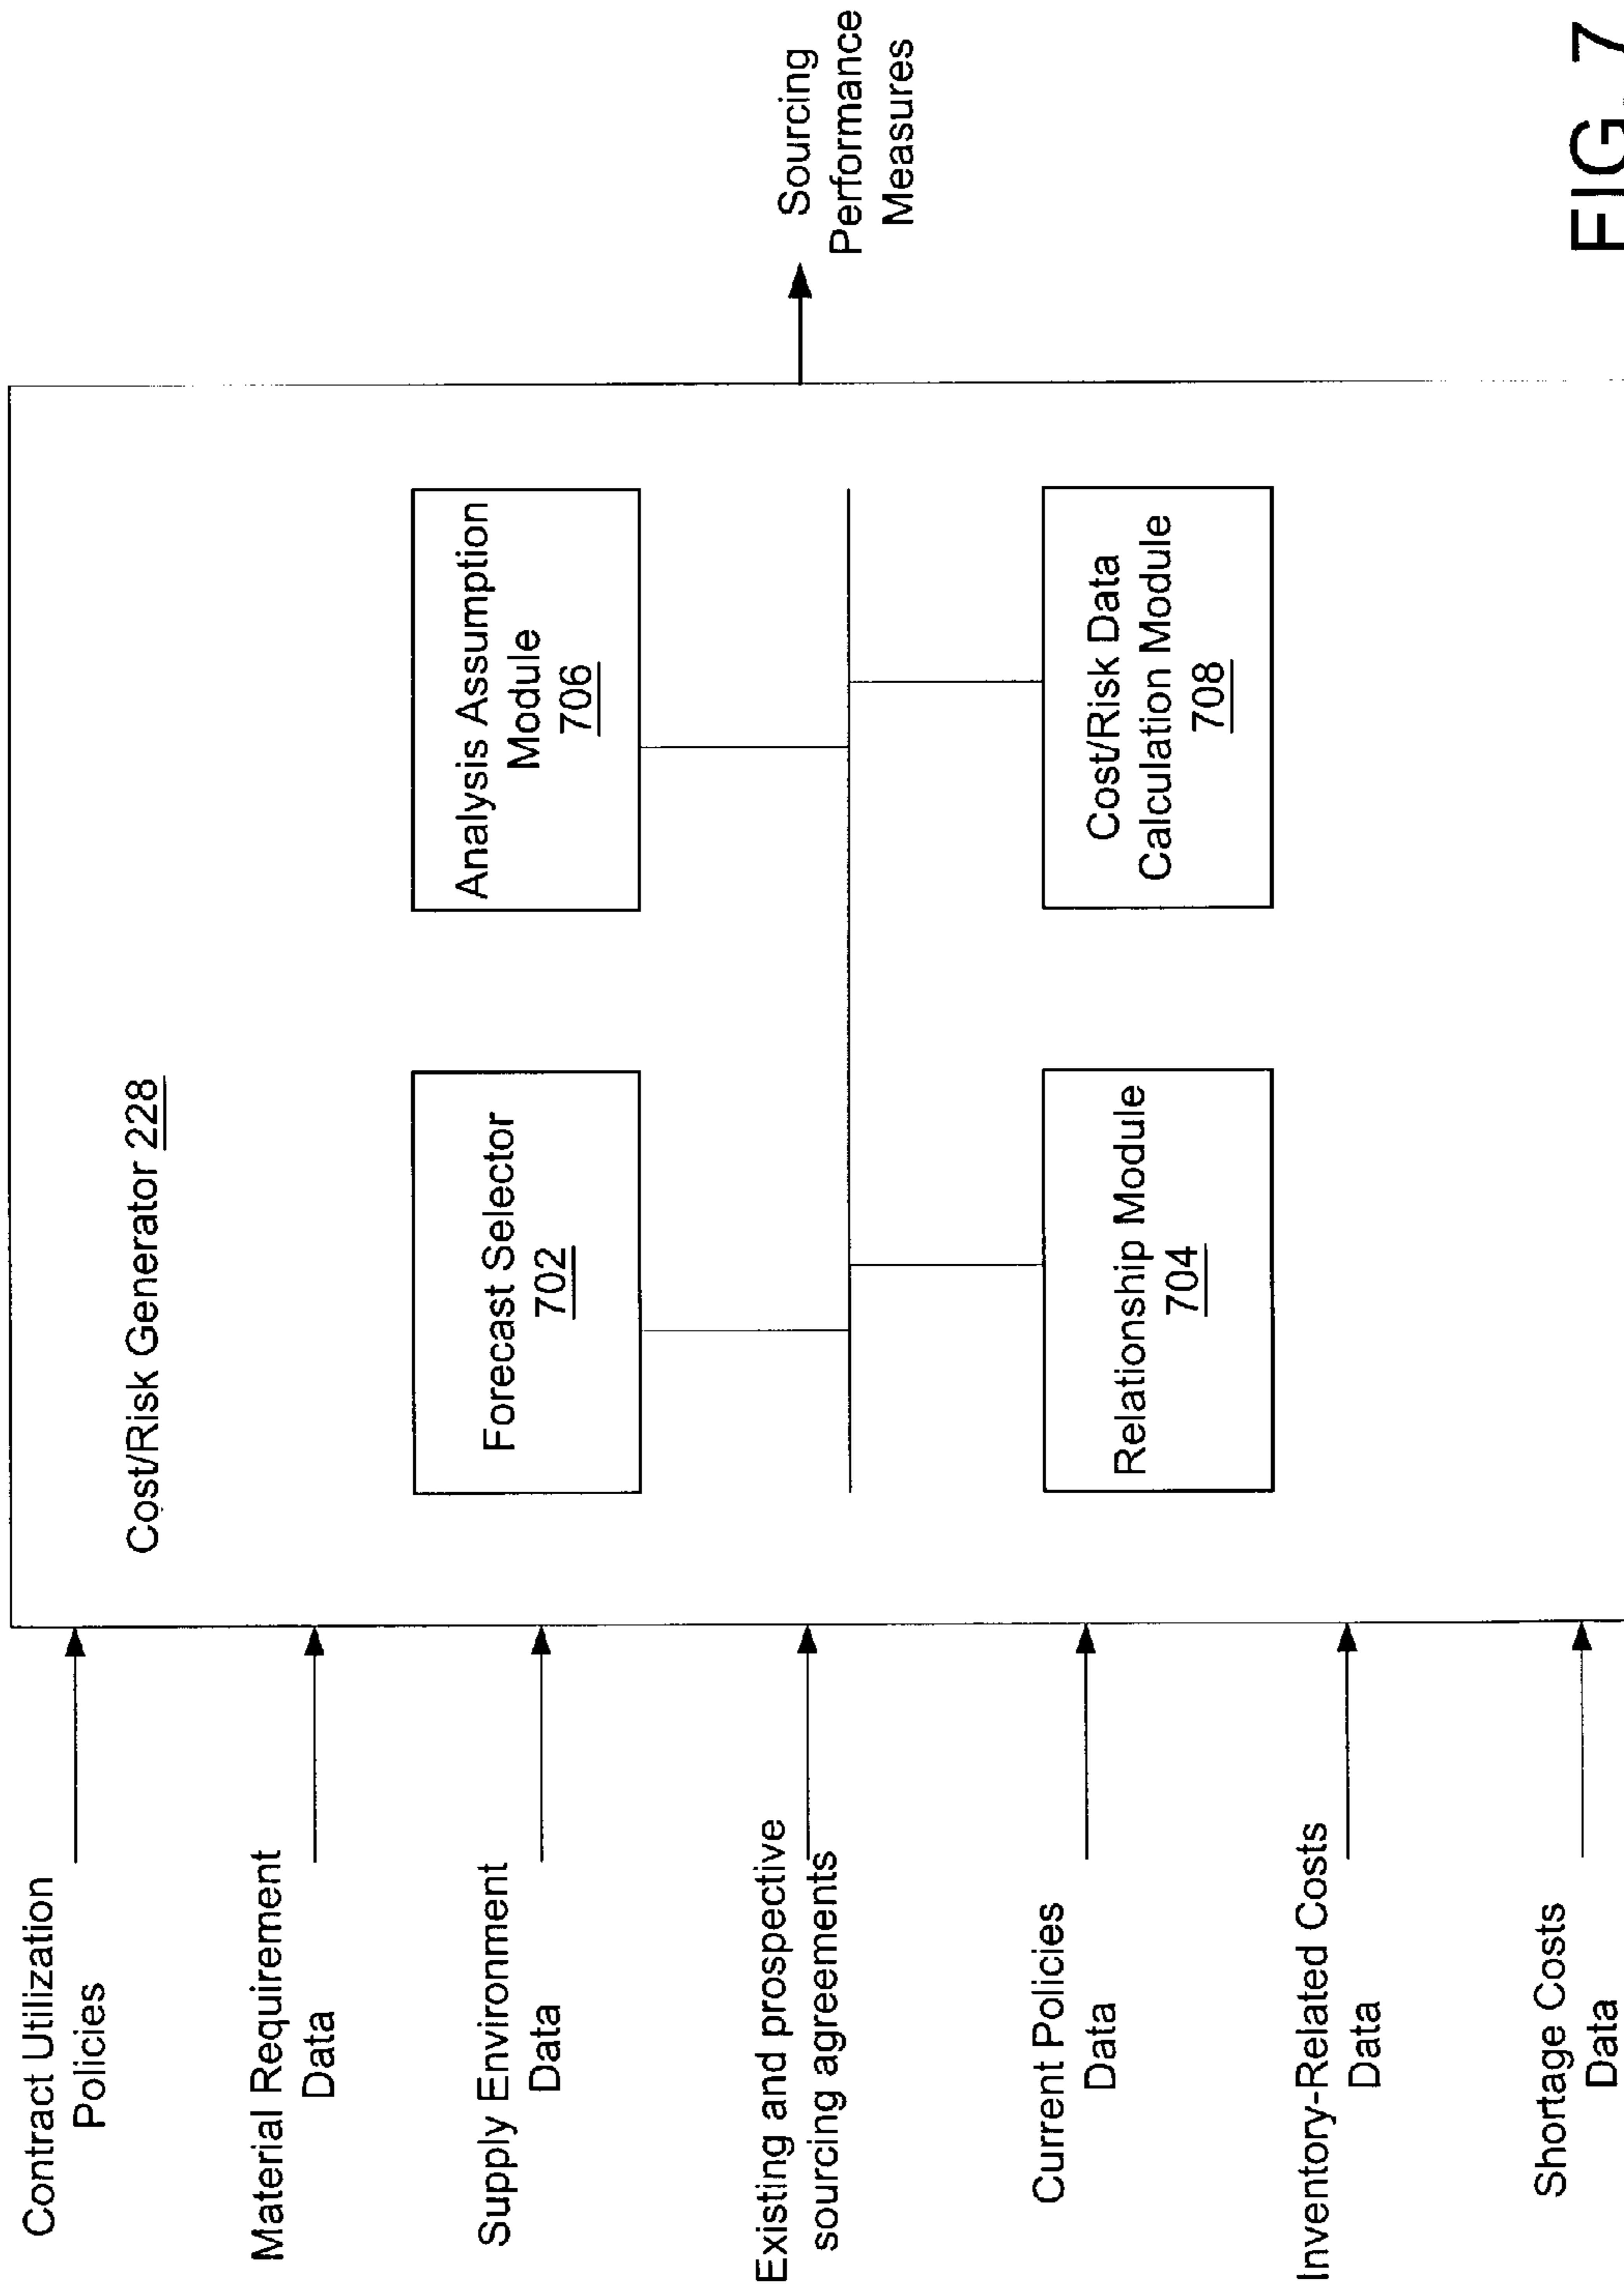 Contract Utilization
Policies
Material Requirement
Data
Supply Environment
Data
Existing and prospective
sourcing agreements
Current Policies
Data
Inventory-Related Costs
Data
Shortage Costs
Data
Cost/Risk Generator 228
Forecast Selector
702
Analysis Assumption
Module
706
Relationship Module
704
Cost/Risk Data
Calculation Module
708
Sourcing
Performance
Measures
FIG. 7